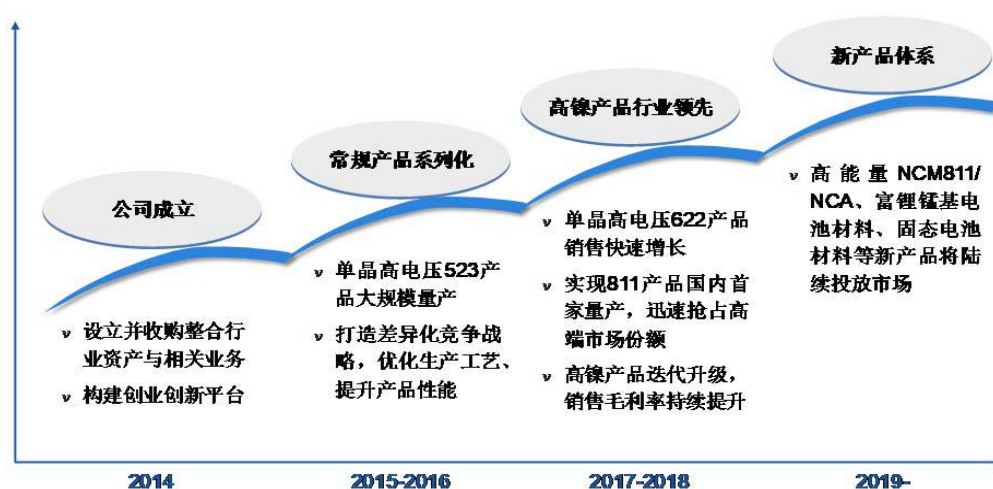 公司成立
v 设立并收购整合行
业资产与相关业务
v 构建创业创新平台
2014
常规产品系列化
v 单晶高电压523产
品大规模量产
v 打造差异化竞争战
略，优化生产工艺、
提升产品性能
2015-2016
高镍产品行业领先
v 单晶高电压622产品
销售快速增长
v 实现811产品国内首
家量产，迅速抢占高
端市场份额
v 高镍产品迭代升级，
销售毛利率持续提升
2017-2018
新产品体系
v 高能量NCM811/
NCA、富锂锰基电
池材料、固态电池
材料等新产品将陆
续投放市场
2019-